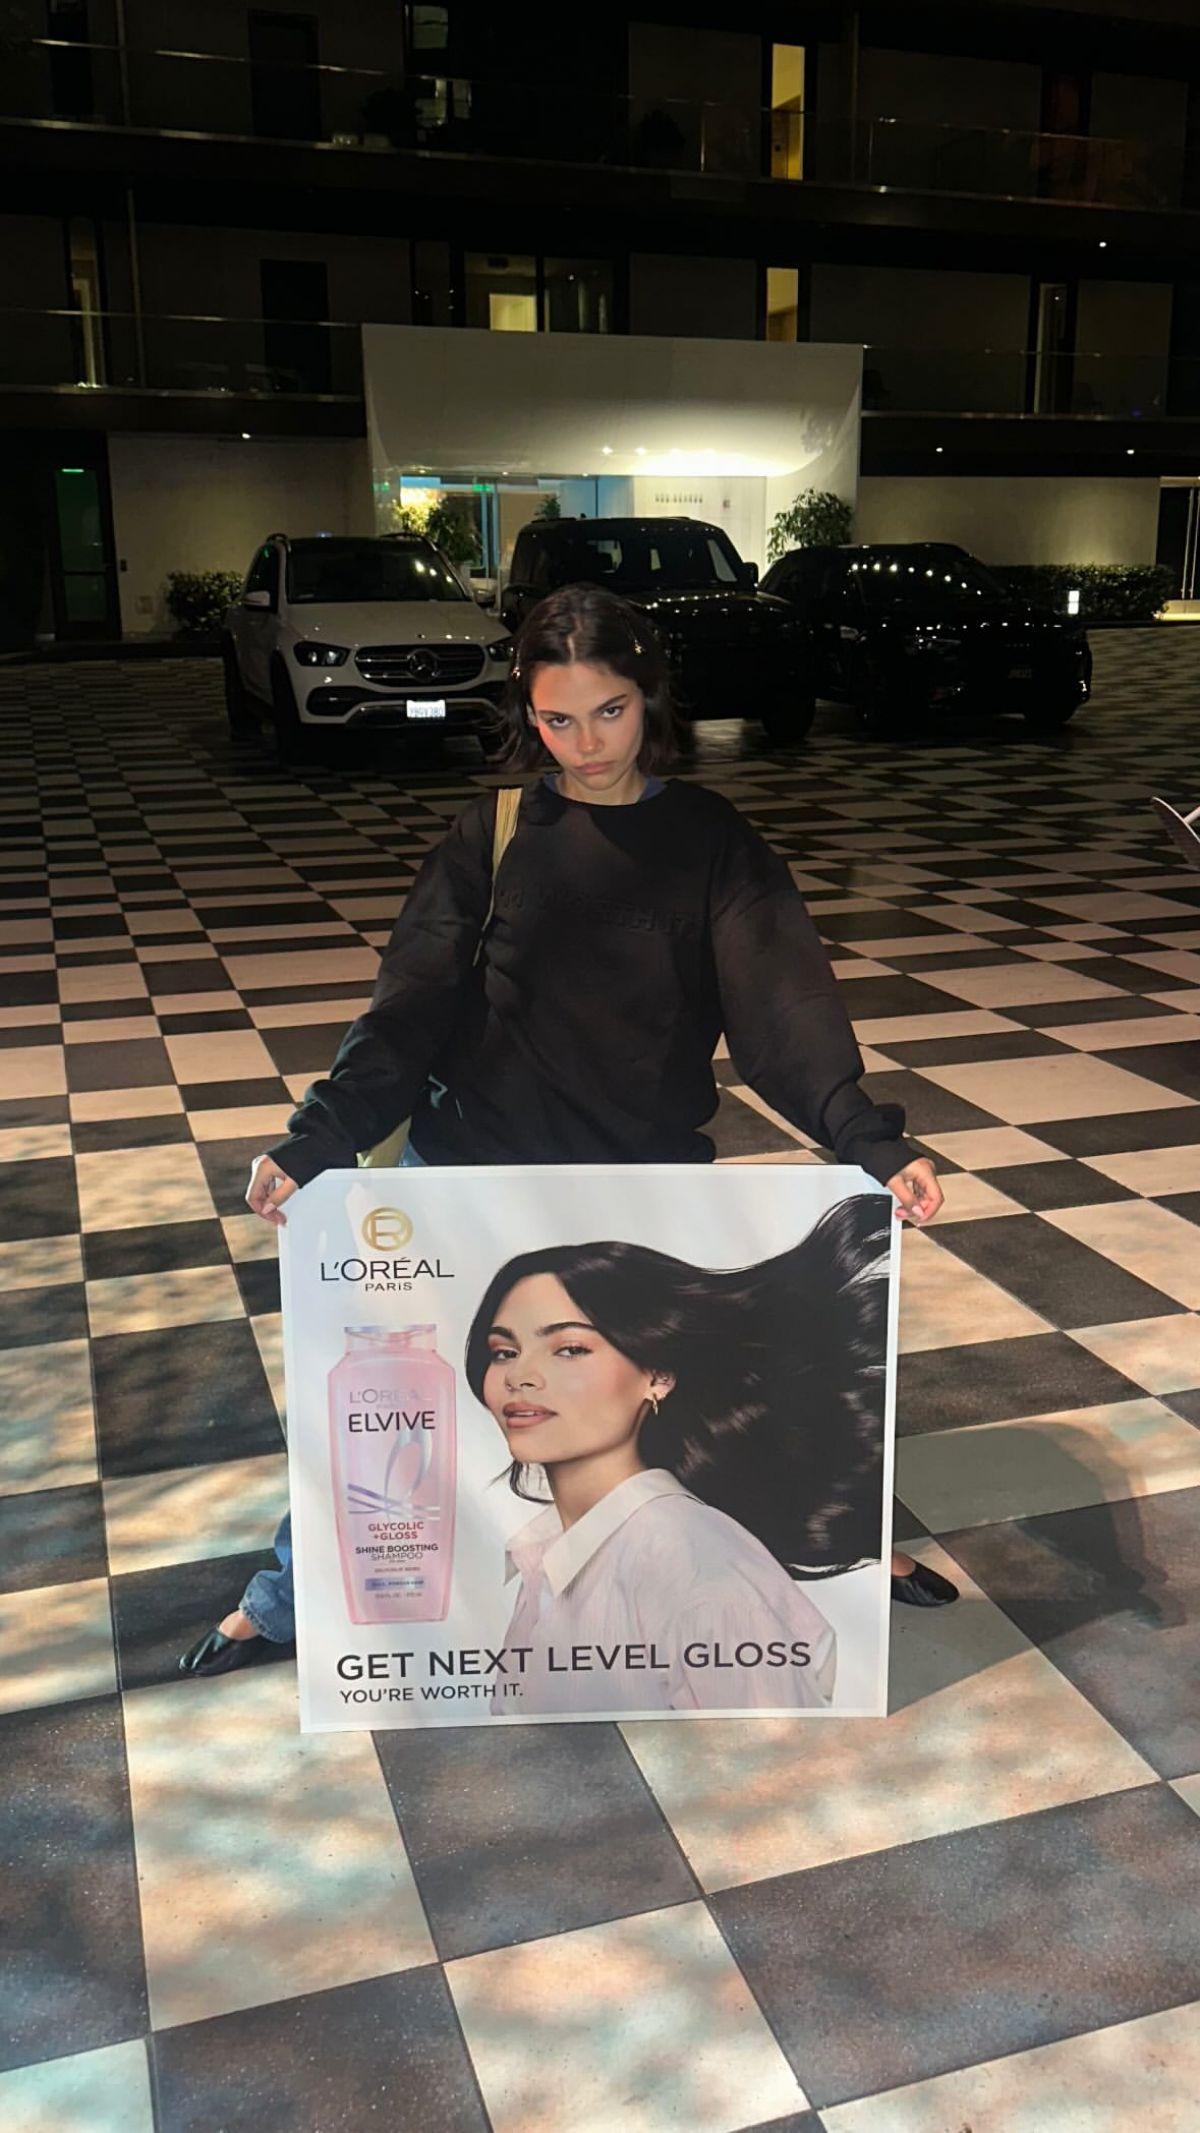 L'ORÉAL
PARIS
L'ORÉAL
ELVIVE
GLYCOLIC
+GLOSS
SHINE BOOSTING
SHAMPOO
GET NEXT LEVEL GLOSS
YOU'RE WORTH IT.